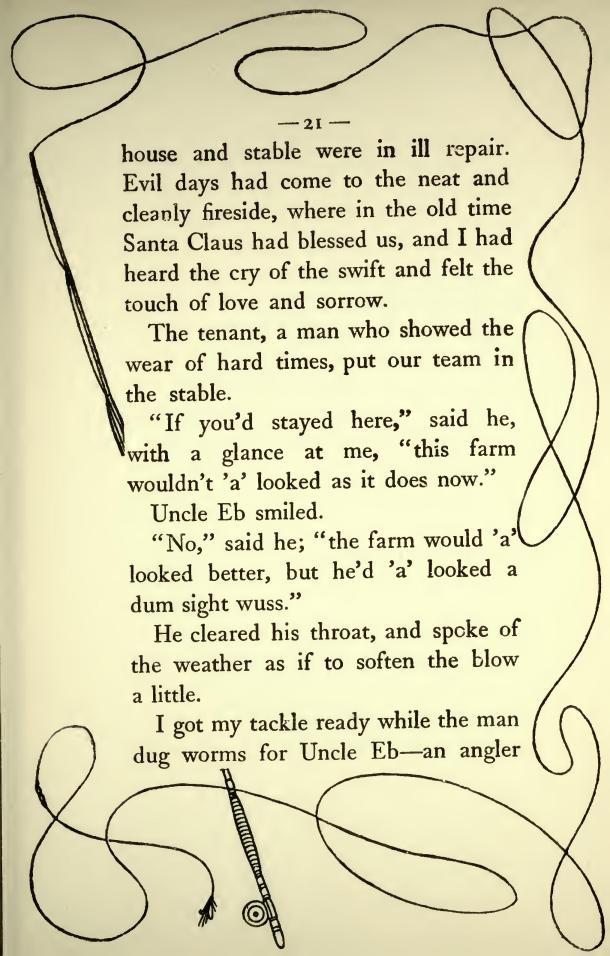 — 21 —
house and stable were in ill repair.
Evil days had come to the neat and
cleanly fireside, where in the old time
Santa Claus had blessed us, and I had
heard the cry of the swift and felt the
touch of love and sorrow.
The tenant, a man who showed the
wear of hard times, put our team in
the stable.
"If you'd stayed here," said he,
with a glance at me, "this farm
wouldn't 'a' looked as it does now."
Uncle Eb smiled.
"No," said he; "the farm would 'a'
looked better, but he'd 'a' looked a
dum sight wuss."
He cleared his throat, and spoke of
the weather as if to soften the blow
a little.
I got my tackle ready while the man
dug worms for Uncle Eb—an angler